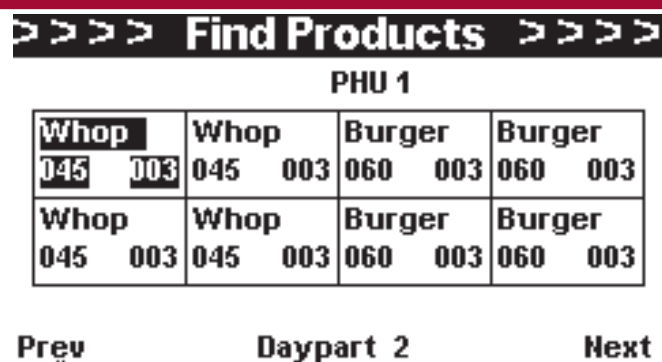 >>>> Find Products >>>>
PHU 1
Whop Whop Burger Burger
045 003 045 003 060 003 060 003
Whop Whop Burger Burger
045 003 045 003 060 003 060 003
Prev Daypart 2 Next